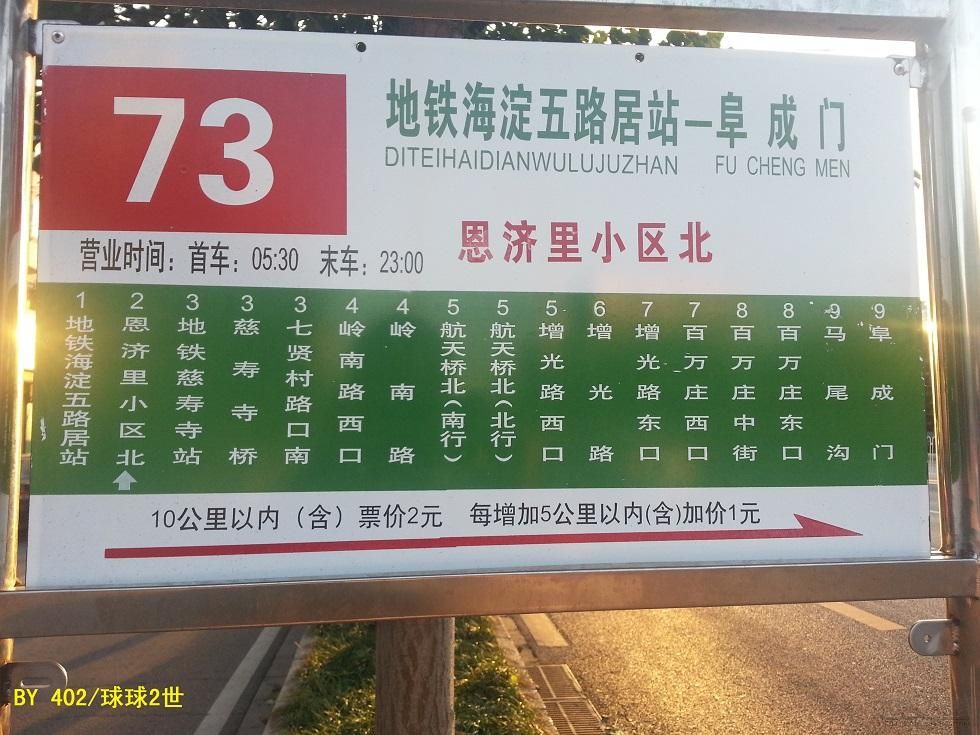 73
地铁海淀五路居站—阜成门
DITEIHAIDIANWULUJUZHAN FU CHENG MEN
恩济里小区北
营业时间：首车：05:30 末车：23:00
1 地铁海淀五路居站
2 恩济里小区北
3 地铁慈寿寺站
3 慈寿寺桥
3 七贤村路口南
4 岭南路西口
4 岭南路
5 航天桥北（南行）
5 航天桥北（北行）
5 增光路西口
6 增光路
7 增光路东口
7 百万庄西口
8 百万庄中街
8 百万庄东口
9 马尾沟
9 阜成门
10公里以内（含）票价2元 每增加5公里以内(含)加价1元
BY 402/球球2世